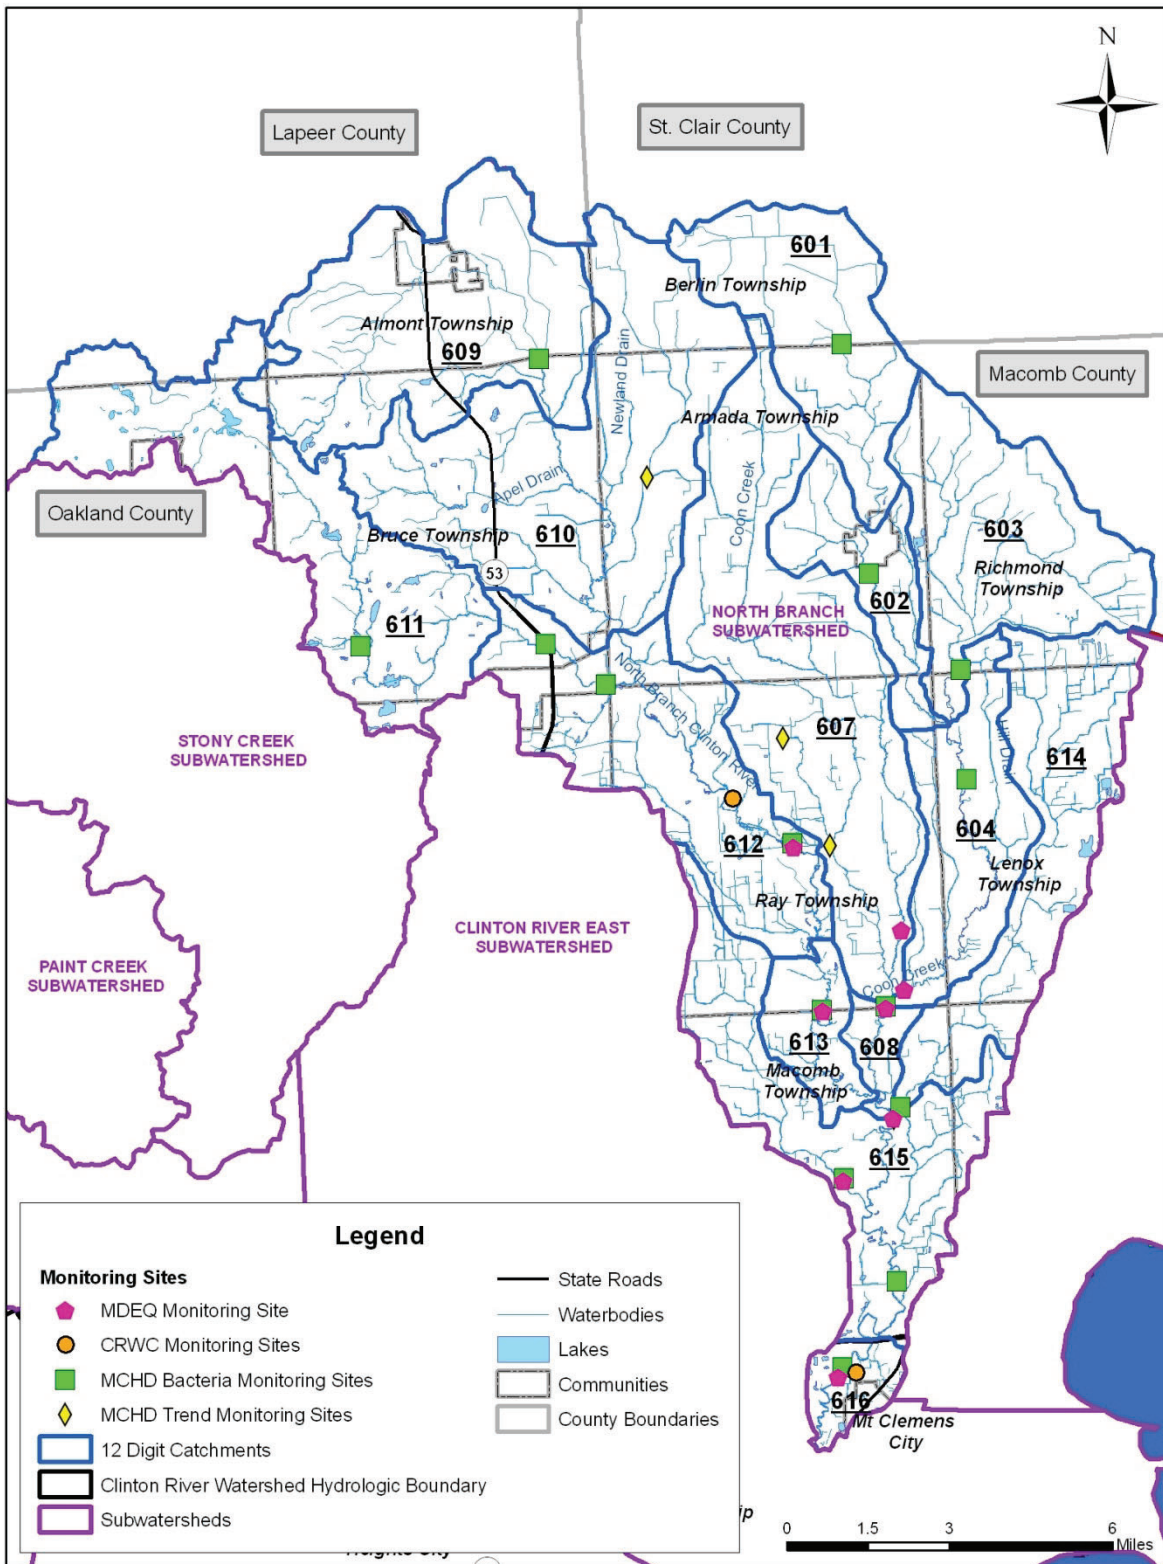 N
Lapeer County
St. Clair County
601
Berlin Township
Almont Township
609
Newland Drain
Macomb County
Armada Township
Oakland County
Apel Drain
Coon Creek
Bruce Township
610
603
Richmond
Township
53
602
NORTH BRANCH
SUBWATERSHED
611
North Branch Clinton River
607
Hill Drain
614
STONY CREEK
SUBWATERSHED
604
612
Lenox
Township
Ray Township
CLINTON RIVER EAST
SUBWATERSHED
PAINT CREEK
SUBWATERSHED
Coon Creek
613
608
Macomb
Township
615
616
Mt Clemens
City
Legend
Monitoring Sites
MDEQ Monitoring Site
CRWC Monitoring Sites
MCHD Bacteria Monitoring Sites
MCHD Trend Monitoring Sites
12 Digit Catchments
Clinton River Watershed Hydrologic Boundary
Subwatersheds
State Roads
Waterbodies
Lakes
Communities
County Boundaries
ip
0 1.5 3 6
Miles